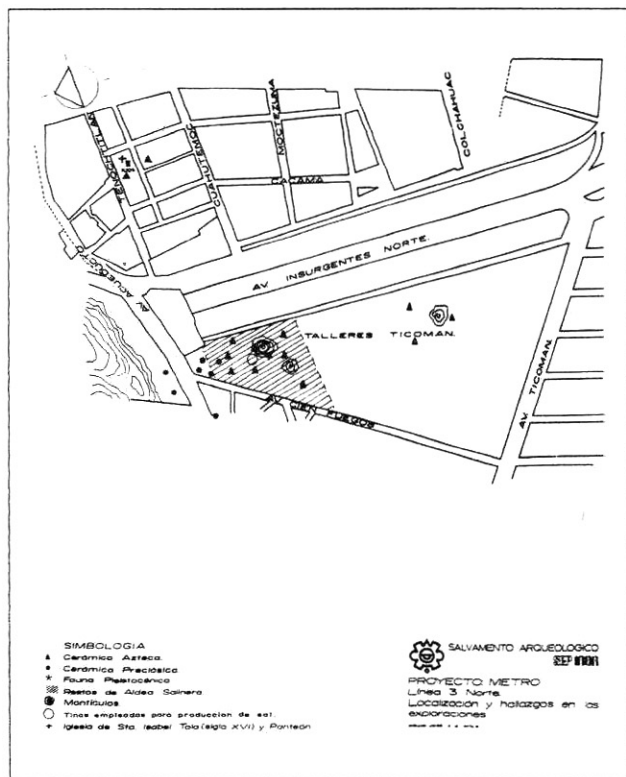 TENOCHTITLAN
CUAHUTEMOC
MOCTEZUMA
COLCHAHUAC
CACAMA
AV. ACUEDUCTO
AV. INSURGENTES NORTE.
TALLERES TICOMAN.
AV. CIEN FUEGOS
AV. TICOMAN.
SIMBOLOGIA
Cerámica Azteca.
Cerámica Preclásica
Fauna Pleistocénica
Restos de Aldea Salinera
Montículos
Tinas empleadas para produccion de sal.
Iglesia de Sta. Isabel Tola (siglo XVI) y Panteón
SALVAMENTO ARQUEOLOGICO
SEP INAH
PROYECTO METRO
Línea 3 Norte.
Localización y hallazgos en las
exploraciones